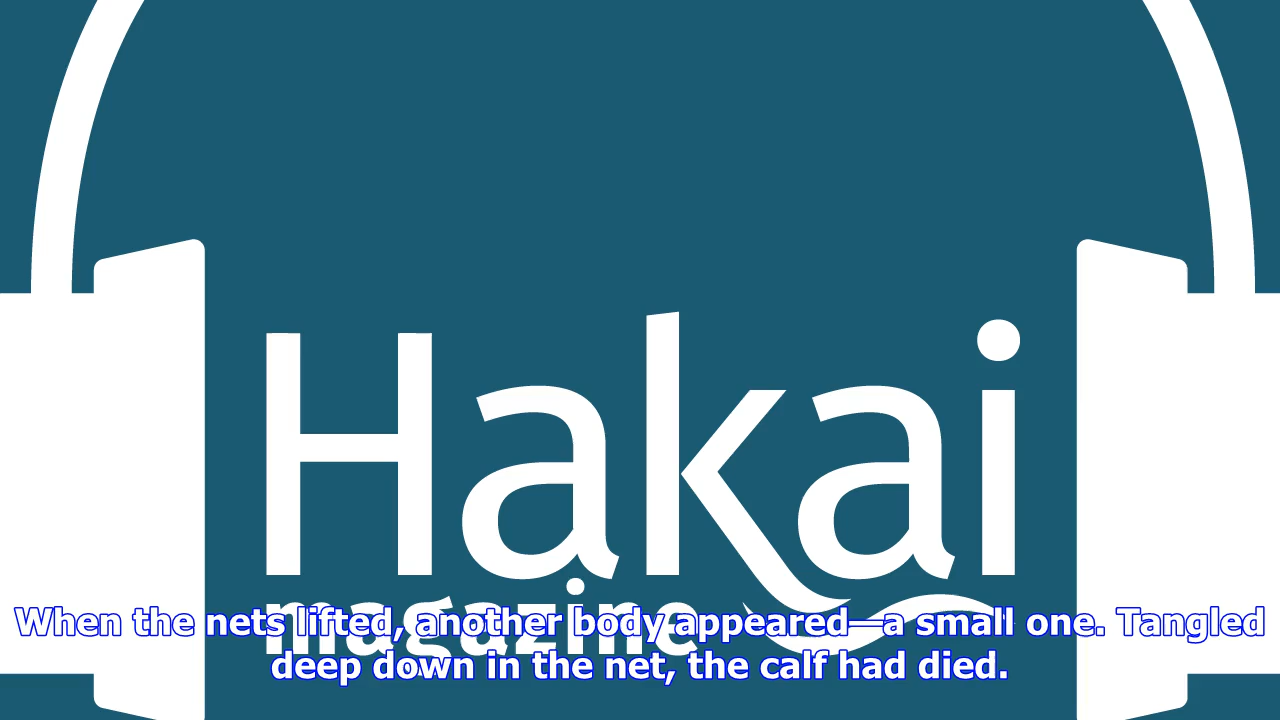 Hakai
magazine
When the nets lifted, another body appeared—a small one. Tangled
deep down in the net, the calf had died.